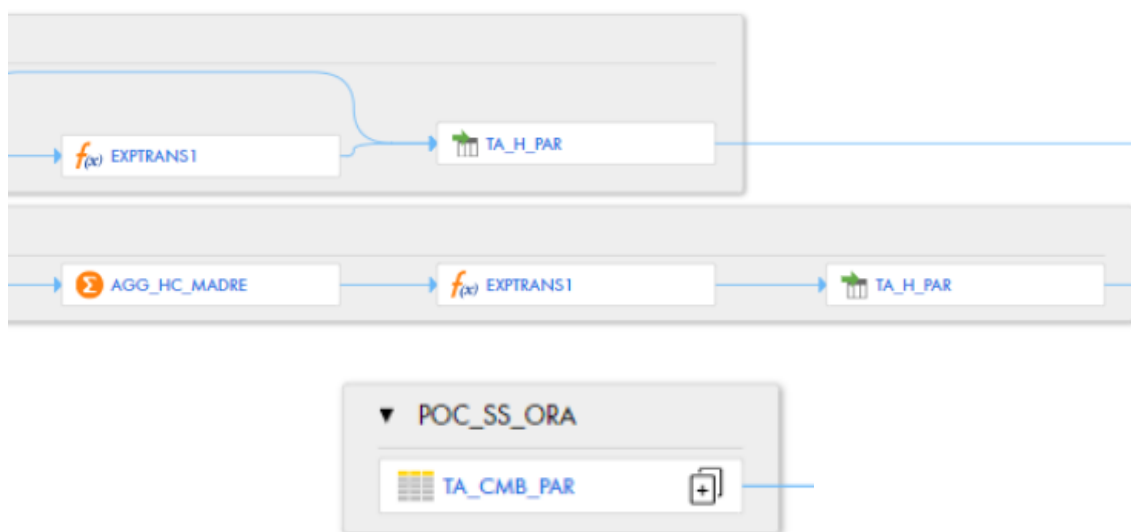 f(x) EXPTRANS1
TA_H_PAR
Σ AGG_HC_MADRE
f(x) EXPTRANS1
TA_H_PAR
POC_SS_ORA
TA_CMB_PAR